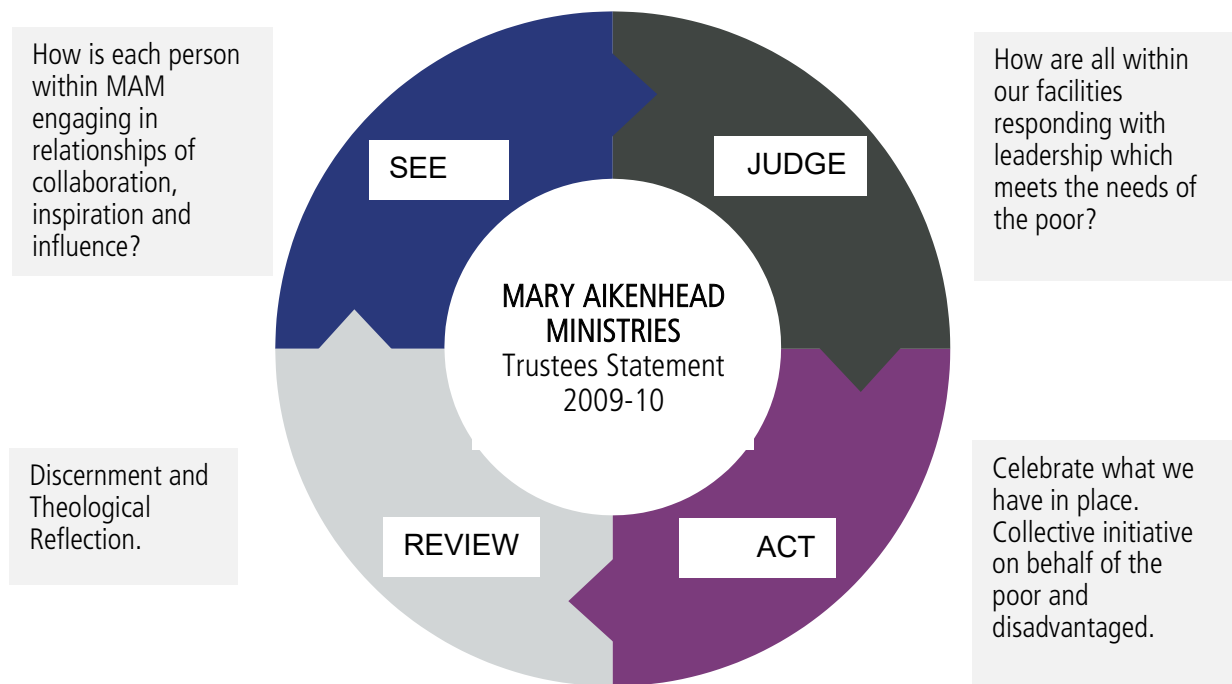 How is each person
within MAM
engaging in
relationships of
collaboration,
inspiration and
influence?
SEE
JUDGE
How are all within
our facilities
responding with
leadership which
meets the needs of
the poor?
MARY AIKENHEAD
MINISTRIES
Trustees Statement
2009-10
Discernment and
Theological
Reflection.
REVIEW
ACT
Celebrate what we
have in place.
Collective initiative
on behalf of the
poor and
disadvantaged.